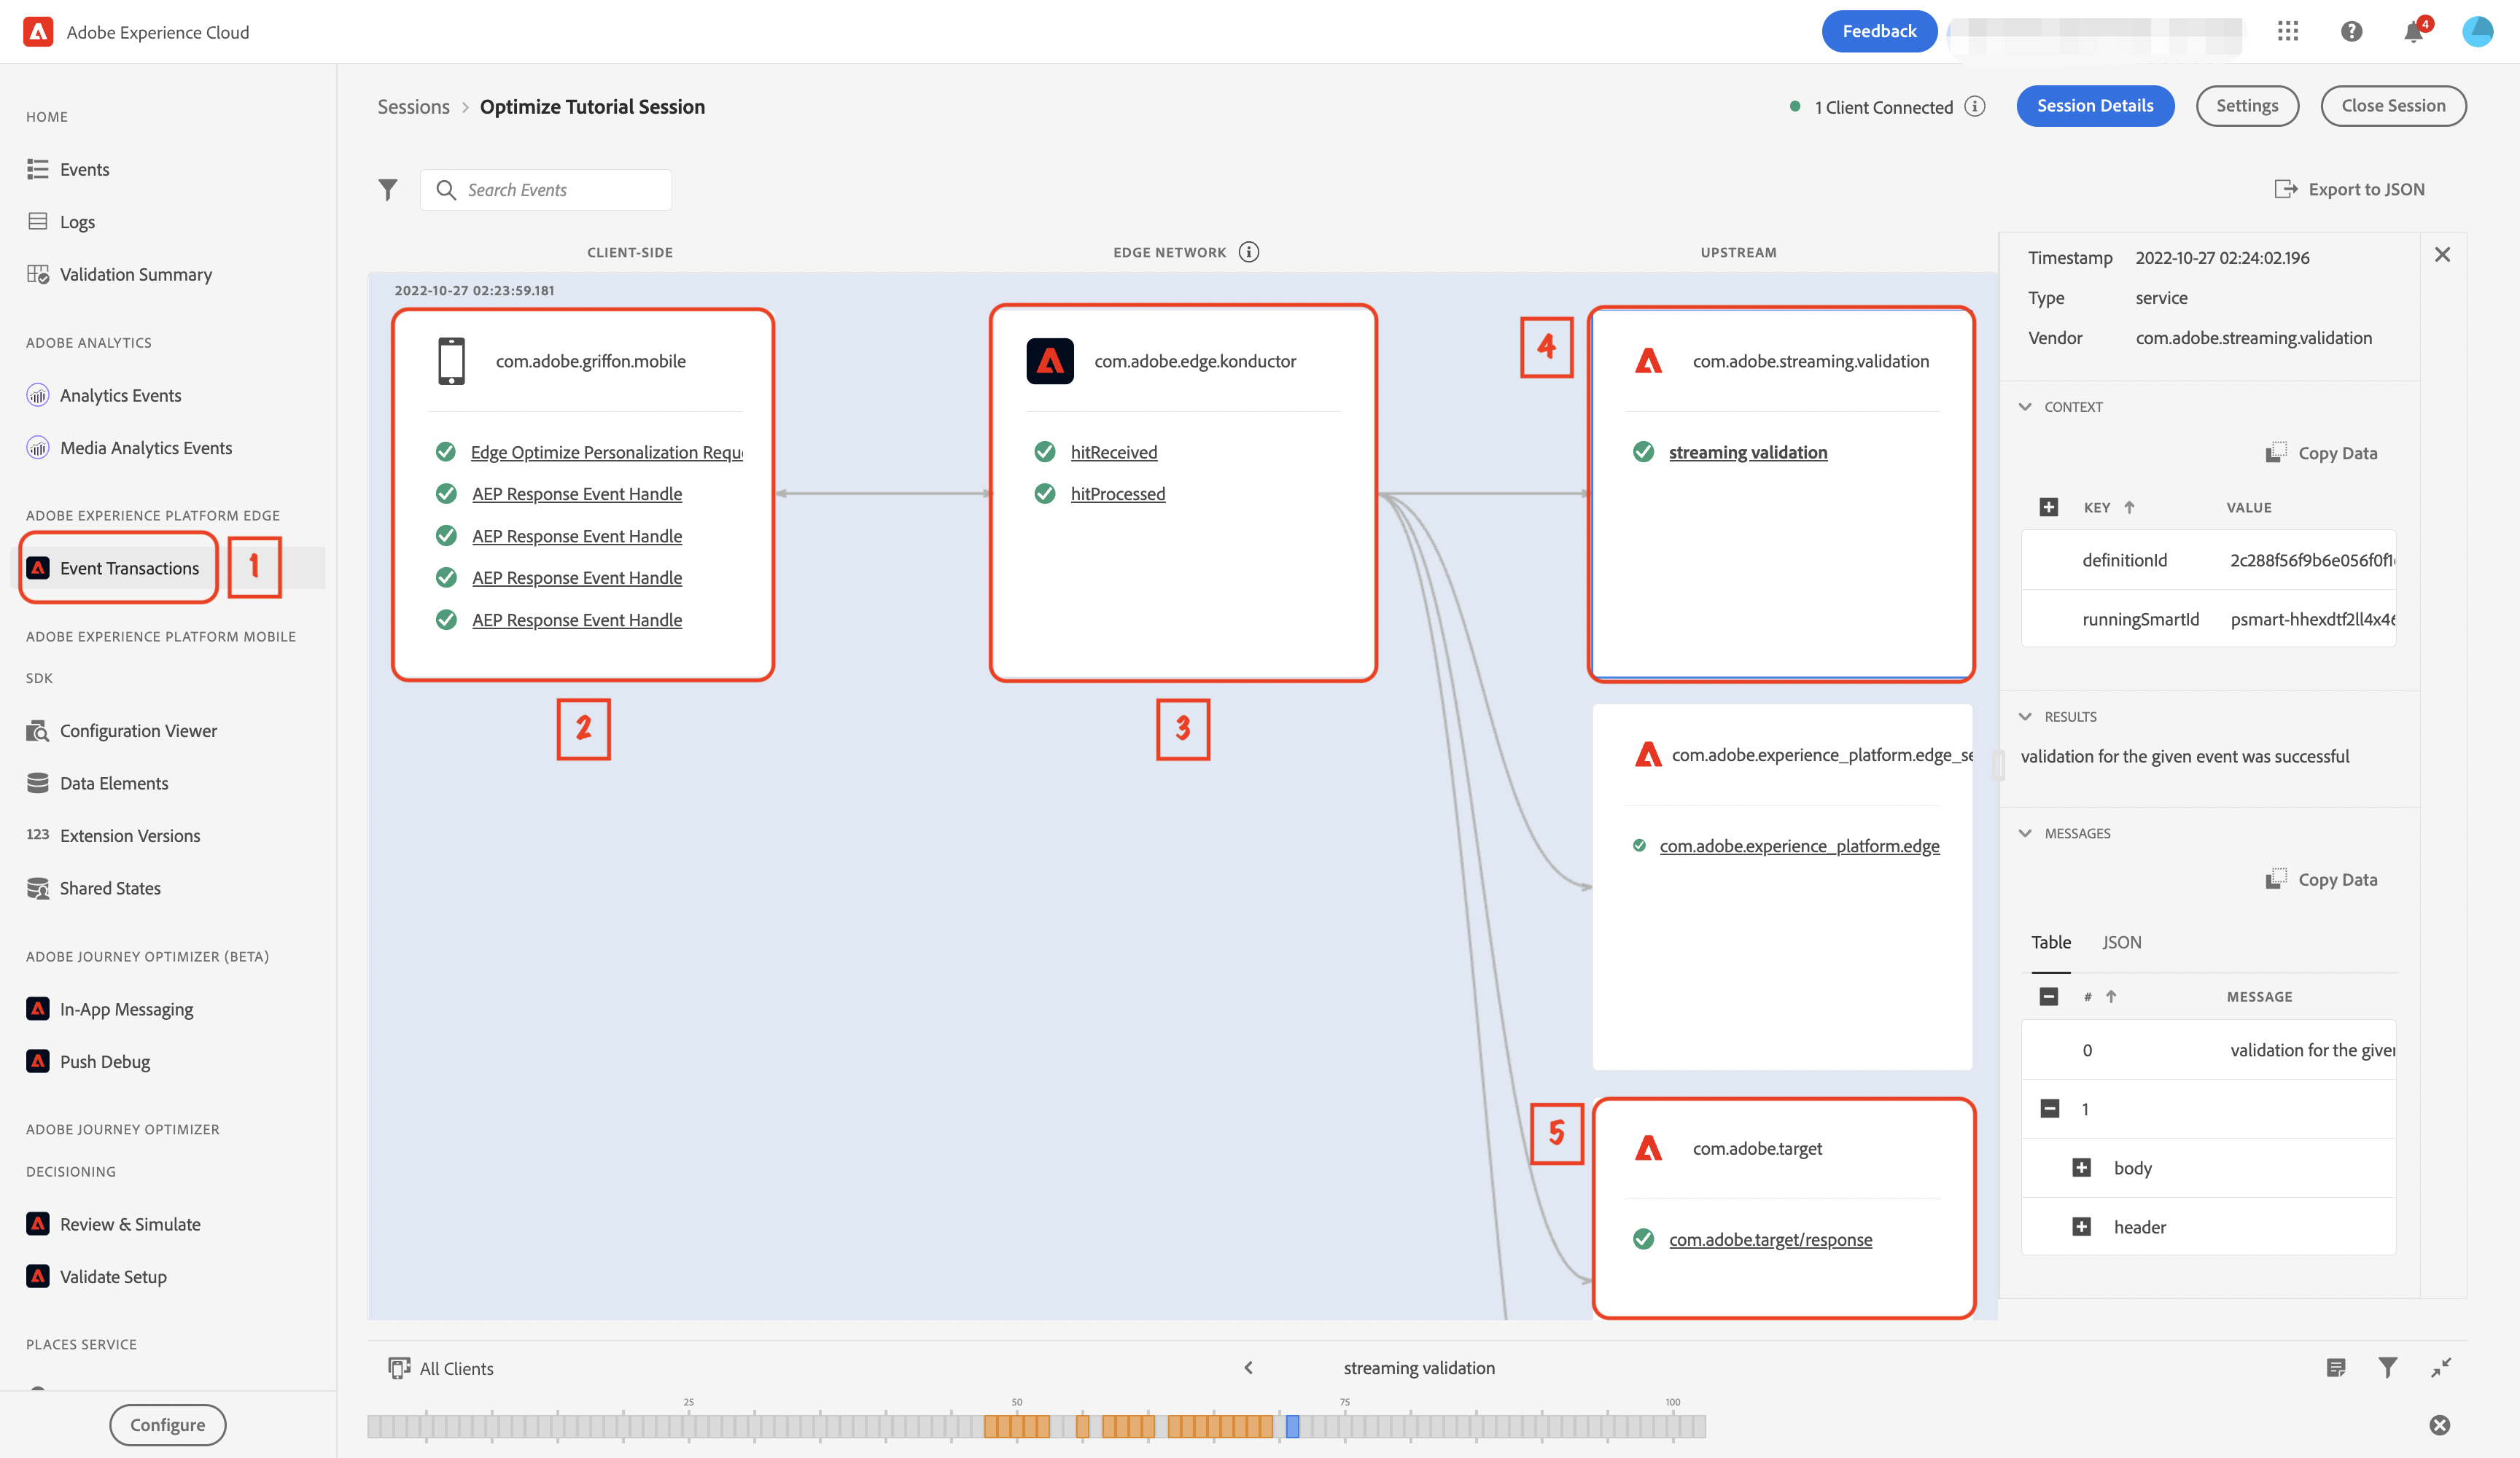 Adobe Experience Cloud
Feedback
4
HOME
Events
Logs
Validation Summary
ADOBE ANALYTICS
Analytics Events
Media Analytics Events
ADOBE EXPERIENCE PLATFORM EDGE
Event Transactions
1
ADOBE EXPERIENCE PLATFORM MOBILE
SDK
Configuration Viewer
Data Elements
123 Extension Versions
Shared States
ADOBE JOURNEY OPTIMIZER (BETA)
In-App Messaging
Push Debug
ADOBE JOURNEY OPTIMIZER
DECISIONING
Review & Simulate
Validate Setup
PLACES SERVICE
Configure
Sessions > Optimize Tutorial Session
1 Client Connected
Session Details
Settings
Close Session
Search Events
Export to JSON
CLIENT-SIDE
EDGE NETWORK
UPSTREAM
2022-10-27 02:23:59.181
com.adobe.griffon.mobile
Edge Optimize Personalization Requ
AEP Response Event Handle
AEP Response Event Handle
AEP Response Event Handle
AEP Response Event Handle
2
com.adobe.edge.konductor
hitReceived
hitProcessed
3
4
com.adobe.streaming.validation
streaming validation
com.adobe.experience_platform.edge_se
com.adobe.experience_platform.edge
5
com.adobe.target
com.adobe.target/response
Timestamp 2022-10-27 02:24:02.196
Type service
Vendor com.adobe.streaming.validation
CONTEXT
Copy Data
KEY VALUE
definitionId 2c288f56f9b6e056f0f1
runningSmartId psmart-hhexdtf2ll4x46
RESULTS
validation for the given event was successful
MESSAGES
Copy Data
Table JSON
# MESSAGE
0 validation for the given
1
body
header
All Clients
streaming validation
25 50 75 100